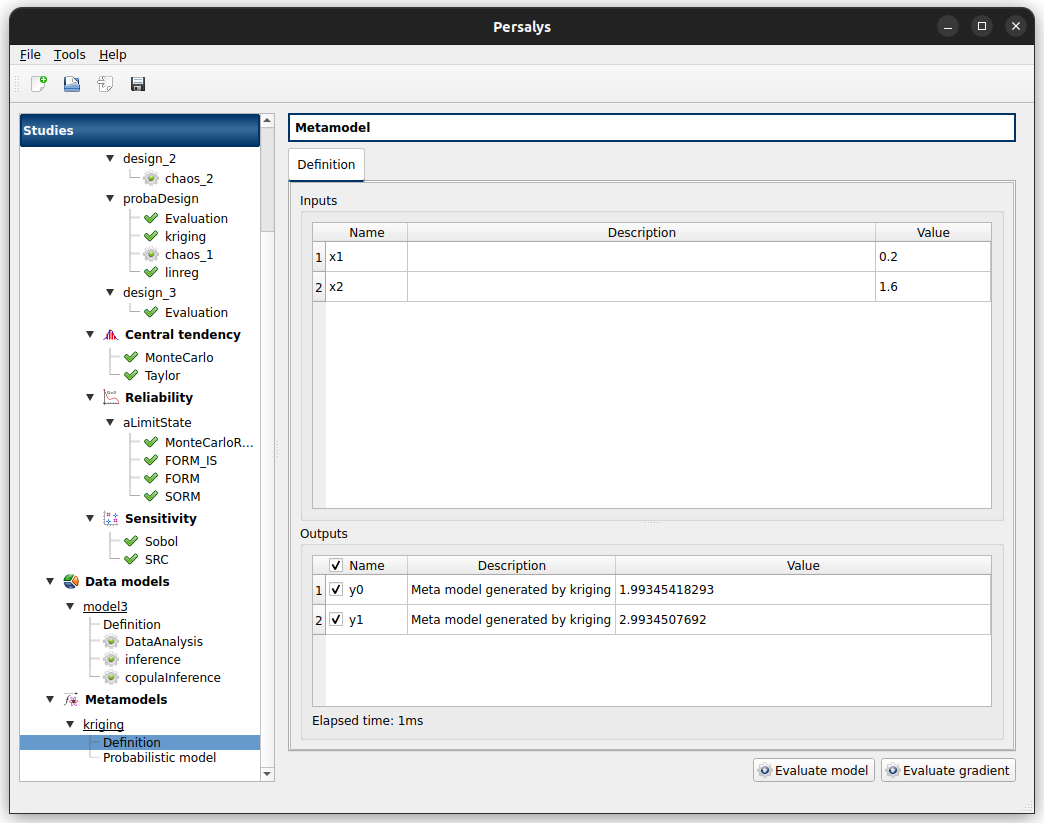 Persalys
File Tools Help
Studies
design_2
chaos_2
probaDesign
Evaluation
kriging
chaos_1
linreg
design_3
Evaluation
Central tendency
MonteCarlo
Taylor
Reliability
aLimitState
MonteCarloR...
FORM_IS
FORM
SORM
Sensitivity
Sobol
SRC
Data models
model3
Definition
DataAnalysis
inference
copulaInference
Metamodels
kriging
Definition
Probabilistic model
Metamodel
Definition
Inputs
Name Description Value
1 x1 0.2
2 x2 1.6
Outputs
Name Description Value
1 y0 Meta model generated by kriging 1.99345418293
2 y1 Meta model generated by kriging 2.9934507692
Elapsed time: 1ms
Evaluate model Evaluate gradient